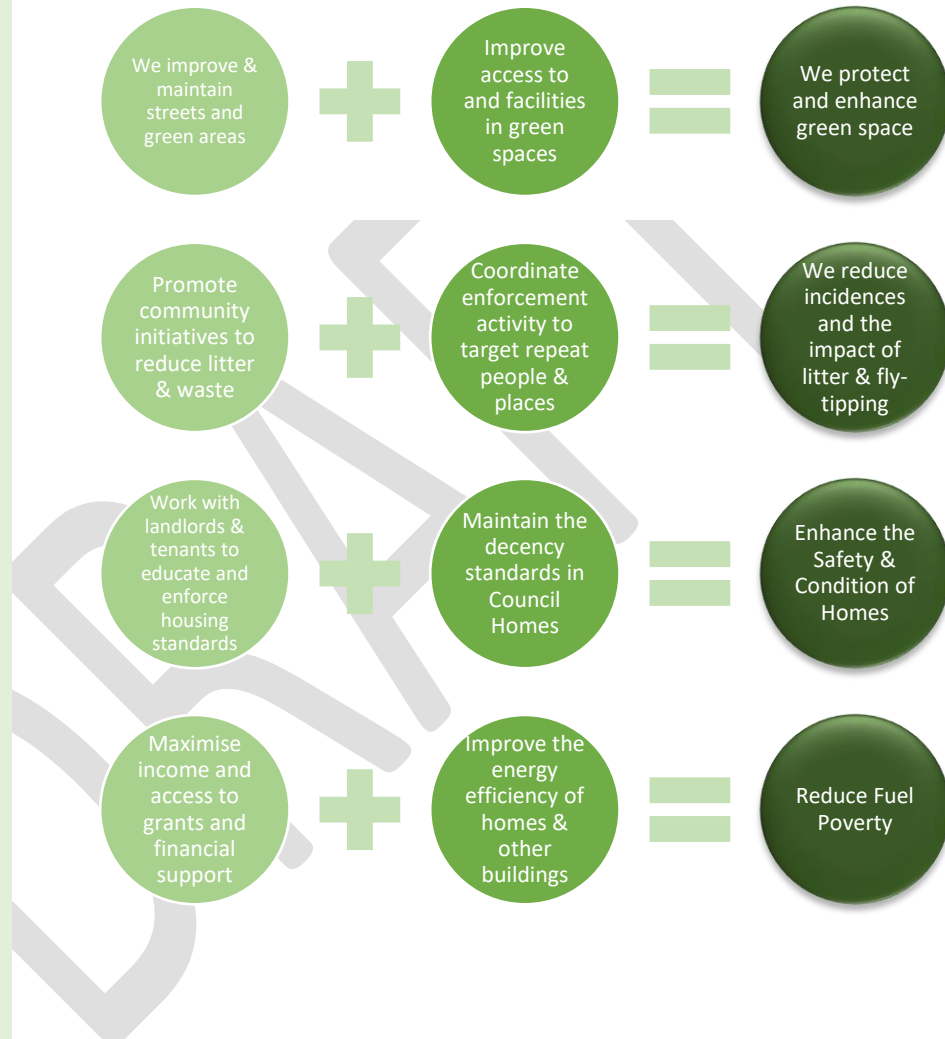 We improve &
maintain
streets and
green areas
Improve
access to
and facilities
in green
spaces
We protect
and enhance
green space
Promote
community
initiatives to
reduce litter
& waste
Coordinate
enforcement
activity to
target repeat
people &
places
We reduce
incidences
and the
impact of
litter & fly-
tipping
Work with
landlords &
tenants to
educate and
enforce
housing
standards
Maintain the
decency
standards in
Council
Homes
Enhance the
Safety &
Condition of
Homes
Maximise
income and
access to
grants and
financial
support
Improve the
energy
efficiency of
homes &
other
buildings
Reduce Fuel
Poverty
DRAFT